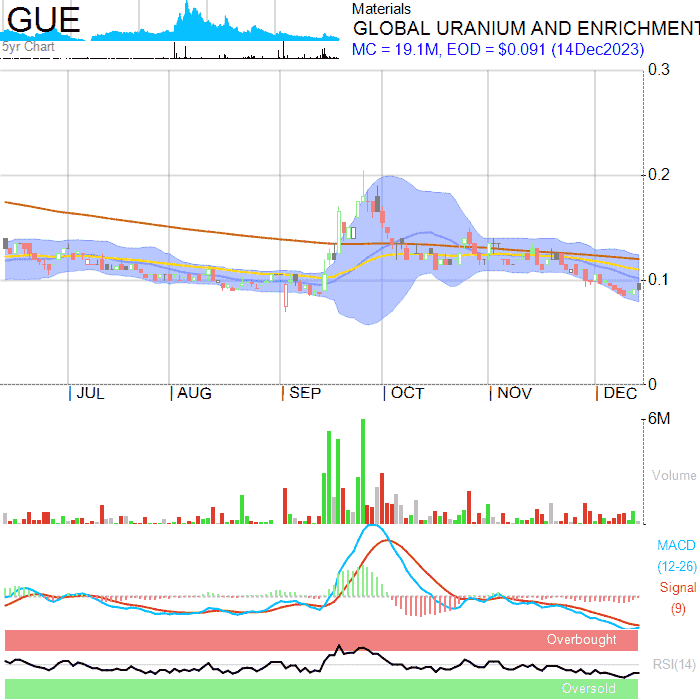 GUE
5yr Chart
Materials
GLOBAL URANIUM AND ENRICHMENT
MC = 19.1M, EOD = $0.091 (14Dec2023)
0.3
0.2
0.1
0
JUL AUG SEP OCT NOV DEC
6M
Volume
MACD
(12-26)
Signal
(9)
Overbought
RSI(14)
Oversold